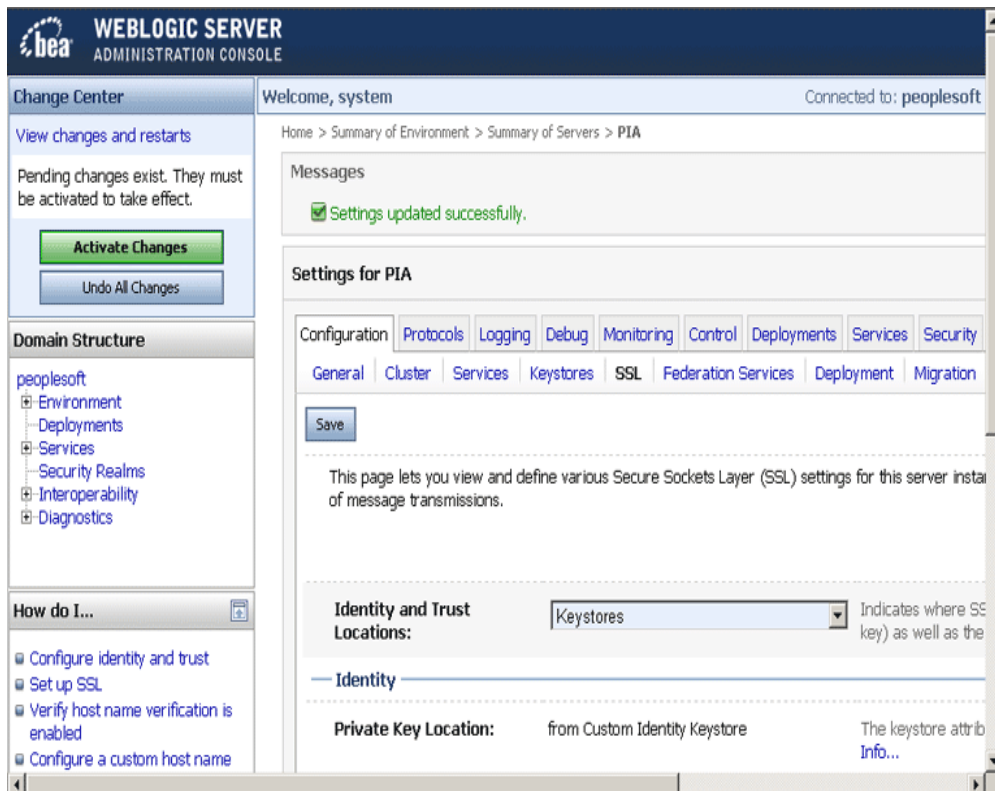 bea
WEBLOGIC SERVER
ADMINISTRATION CONSOLE
Change Center
View changes and restarts
Pending changes exist. They must
be activated to take effect.
Activate Changes
Undo All Changes
Domain Structure
peoplesoft
Environment
Deployments
Services
Security Realms
Interoperability
Diagnostics
How do I...
Configure identity and trust
Set up SSL
Verify host name verification is
enabled
Configure a custom host name
Welcome, system
Connected to: peoplesoft
Home > Summary of Environment > Summary of Servers > PIA
Messages
Settings updated successfully.
Settings for PIA
Configuration Protocols Logging Debug Monitoring Control Deployments Services Security
General Cluster Services Keystores SSL Federation Services Deployment Migration
Save
This page lets you view and define various Secure Sockets Layer (SSL) settings for this server
of message transmissions.
Identity and Trust
Locations:
Keystores
Indicates where
key) as well as the
Identity
Private Key Location:
from Custom Identity Keystore
The keystore
Info...